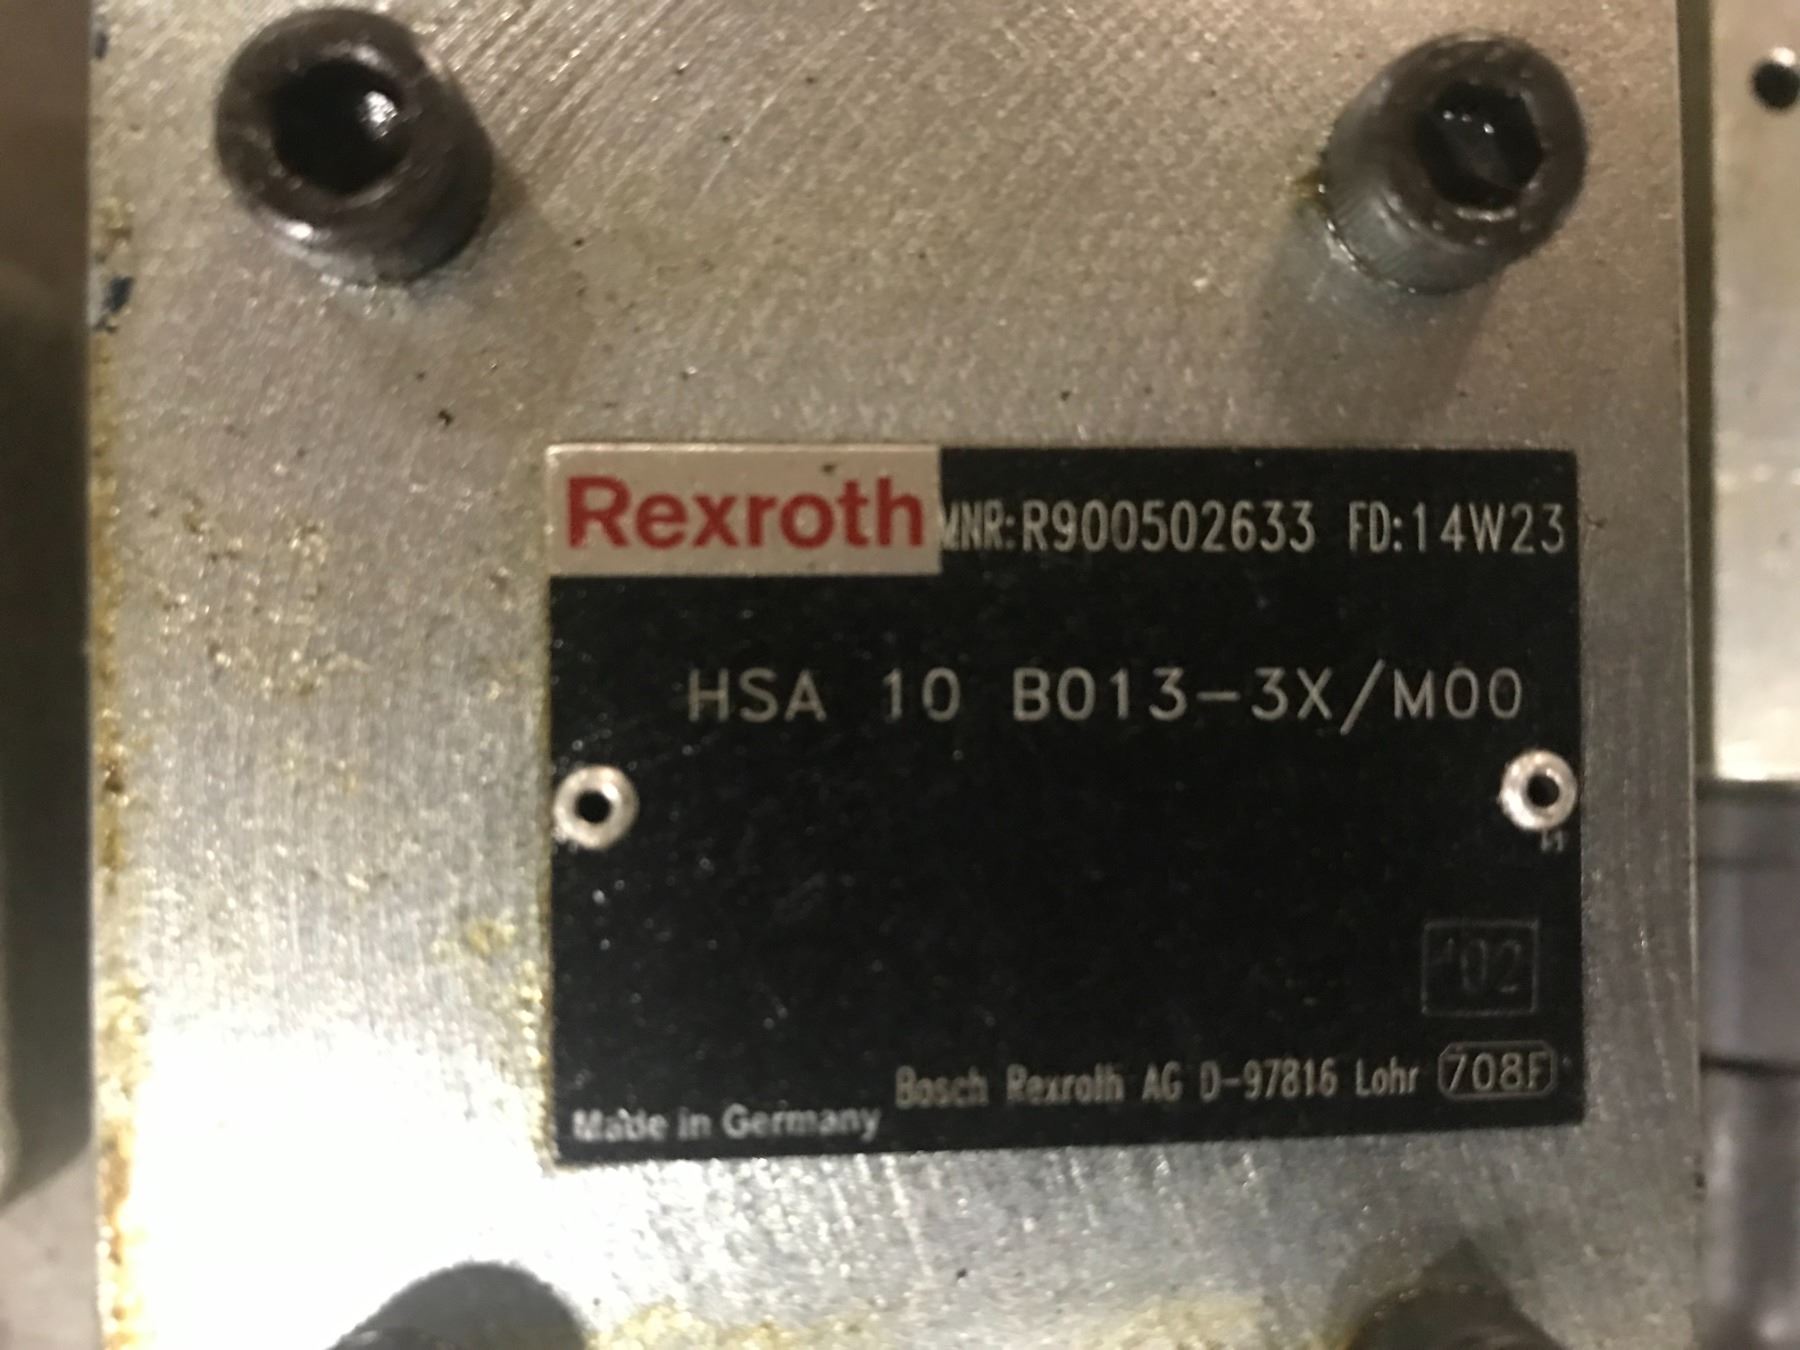 Rexroth MNR:R900502633 FD:14W23
HSA 10 B013-3X/M00
Bosch Rexroth AG D-97816 Lohr 708F
Made in Germany